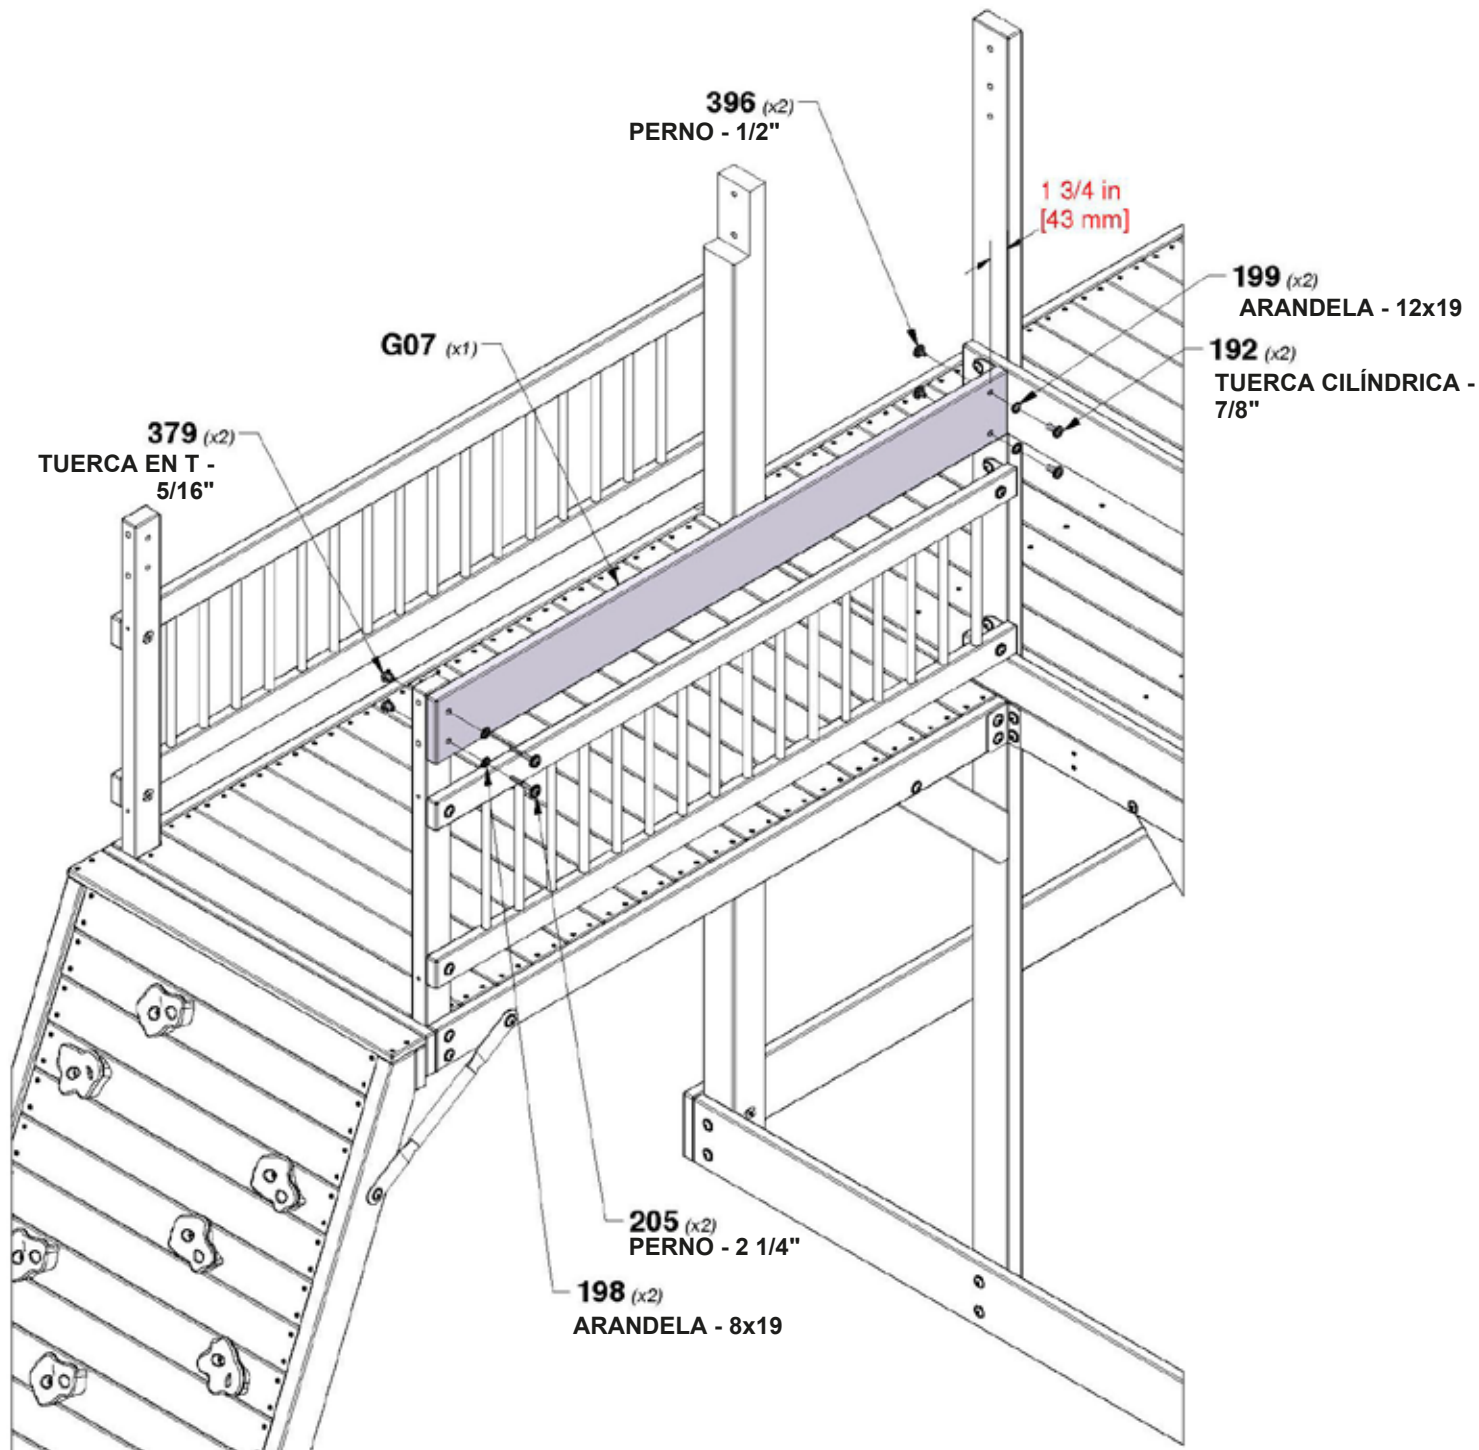 396 (x2)
PERNO - 1/2"
1 3/4 in
[43 mm]
199 (x2)
ARANDELA - 12x19
G07 (x1)
192 (x2)
TUERCA CILÍNDRICA -
7/8"
379 (x2)
TUERCA EN T -
5/16"
205 (x2)
PERNO - 2 1/4"
198 (x2)
ARANDELA - 8x19